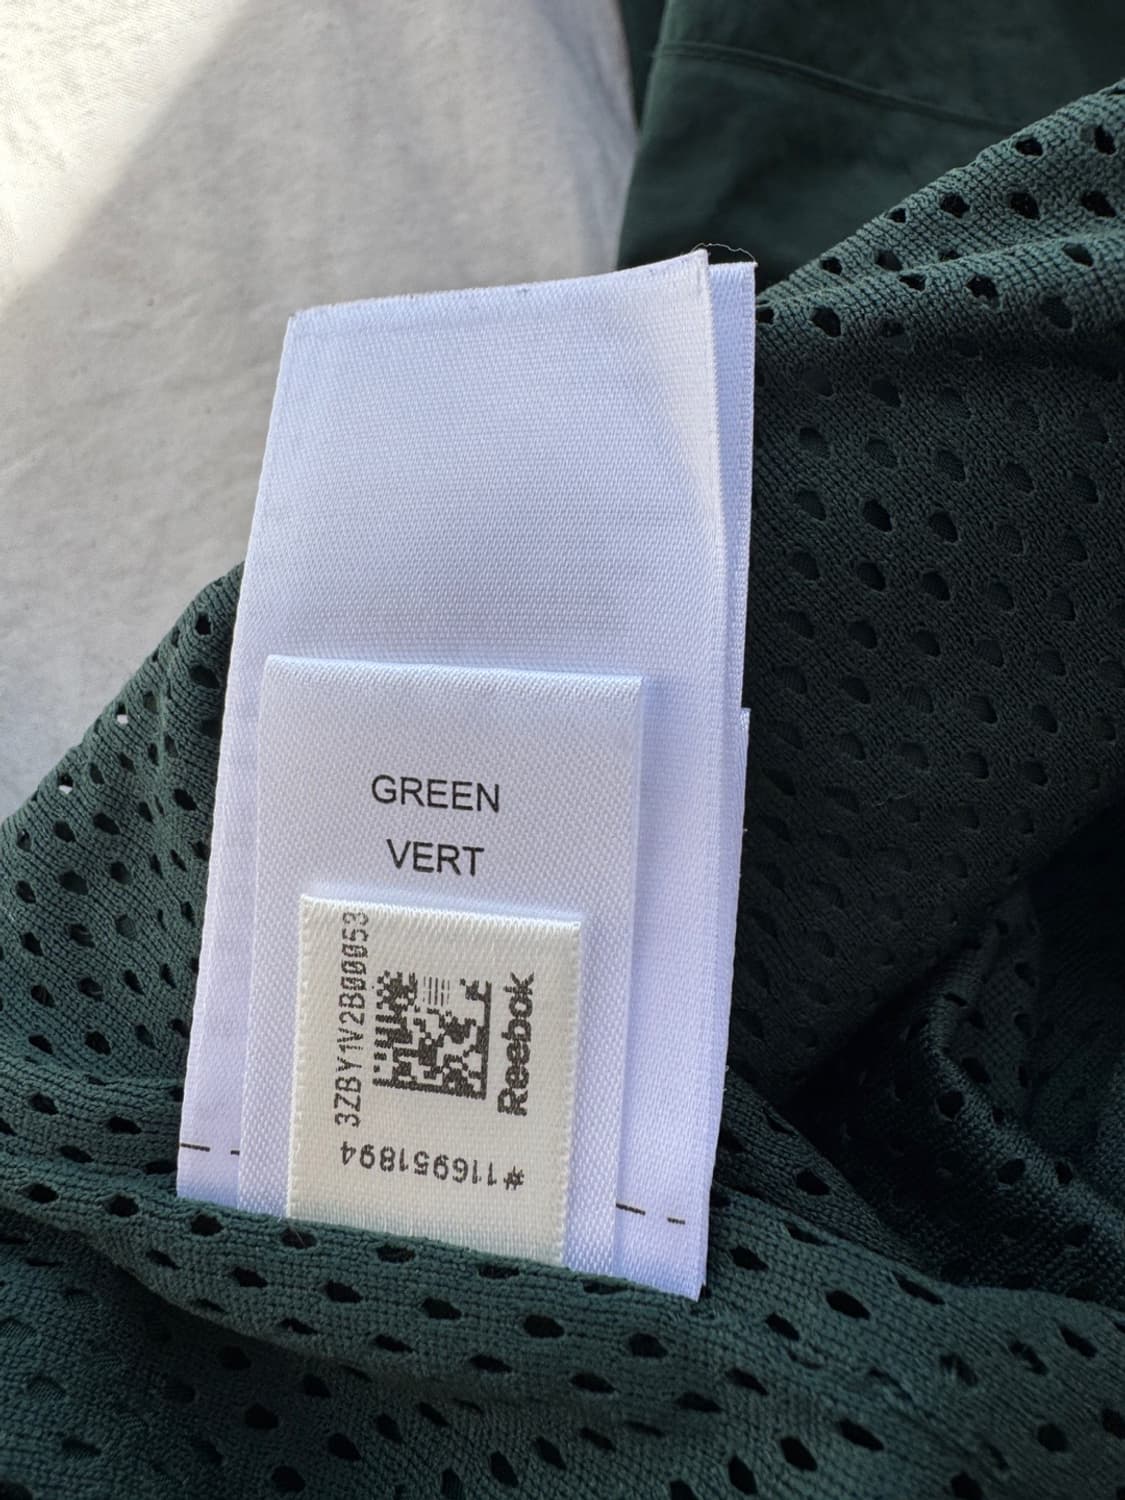 GREEN
VERT
3ZBY1V2B00053
Reebok
#116951894